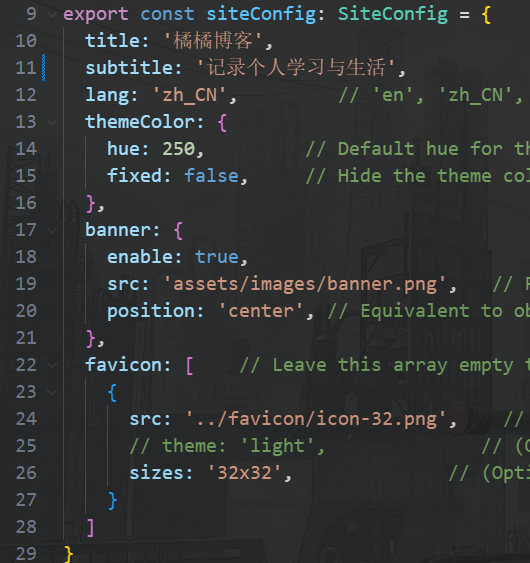 9 export const siteConfig: SiteConfig = {
10 title: '橘橘博客',
11 subtitle: '记录个人学习与生活',
12 lang: 'zh_CN', // 'en', 'zh_CN',
13 themeColor: {
14 hue: 250, // Default hue for th
15 fixed: false, // Hide the theme col
16 },
17 banner: {
18 enable: true,
19 src: 'assets/images/banner.png', //
20 position: 'center', // Equivalent to ob
21 },
22 favicon: [ // Leave this array empty t
23 {
24 src: '../favicon/icon-32.png', //
25 // theme: 'light', // (
26 sizes: '32x32', // (Opti
27 }
28 ]
29 }